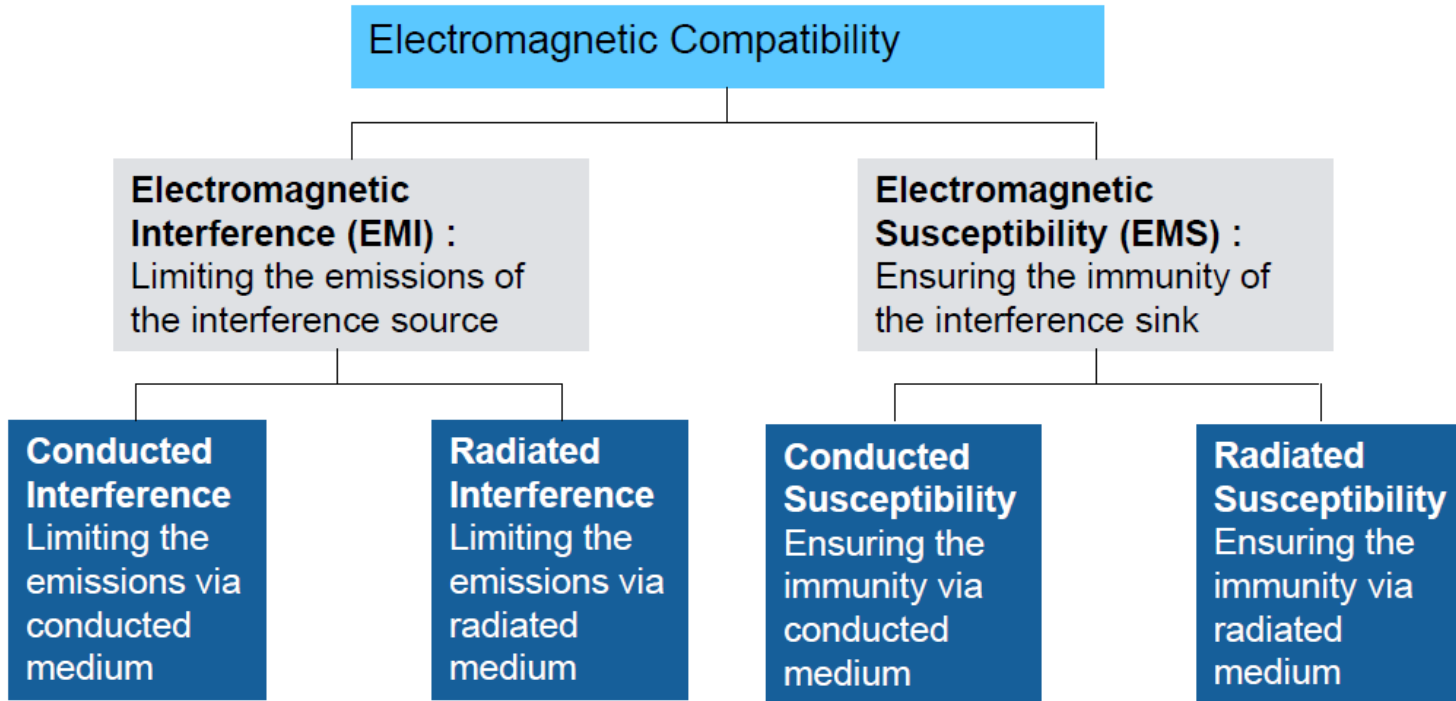 Electromagnetic Compatibility
Electromagnetic
Interference (EMI) :
Limiting the emissions of
the interference source
Electromagnetic
Susceptibility (EMS) :
Ensuring the immunity of
the interference sink
Conducted
Interference
Limiting the
emissions via
conducted
medium
Radiated
Interference
Limiting the
emissions via
radiated
medium
Conducted
Susceptibility
Ensuring the
immunity via
conducted
medium
Radiated
Susceptibility
Ensuring the
immunity via
radiated
medium